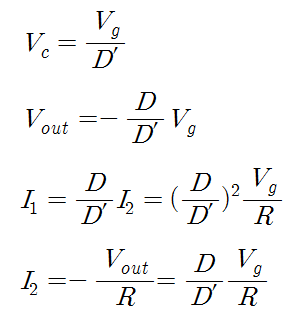 V_c = V_g / D′
V_out = − D / D′ V_g
I_1 = D / D′ I_2 = (D / D′)² V_g / R
I_2 = − V_out / R = D / D′ V_g / R